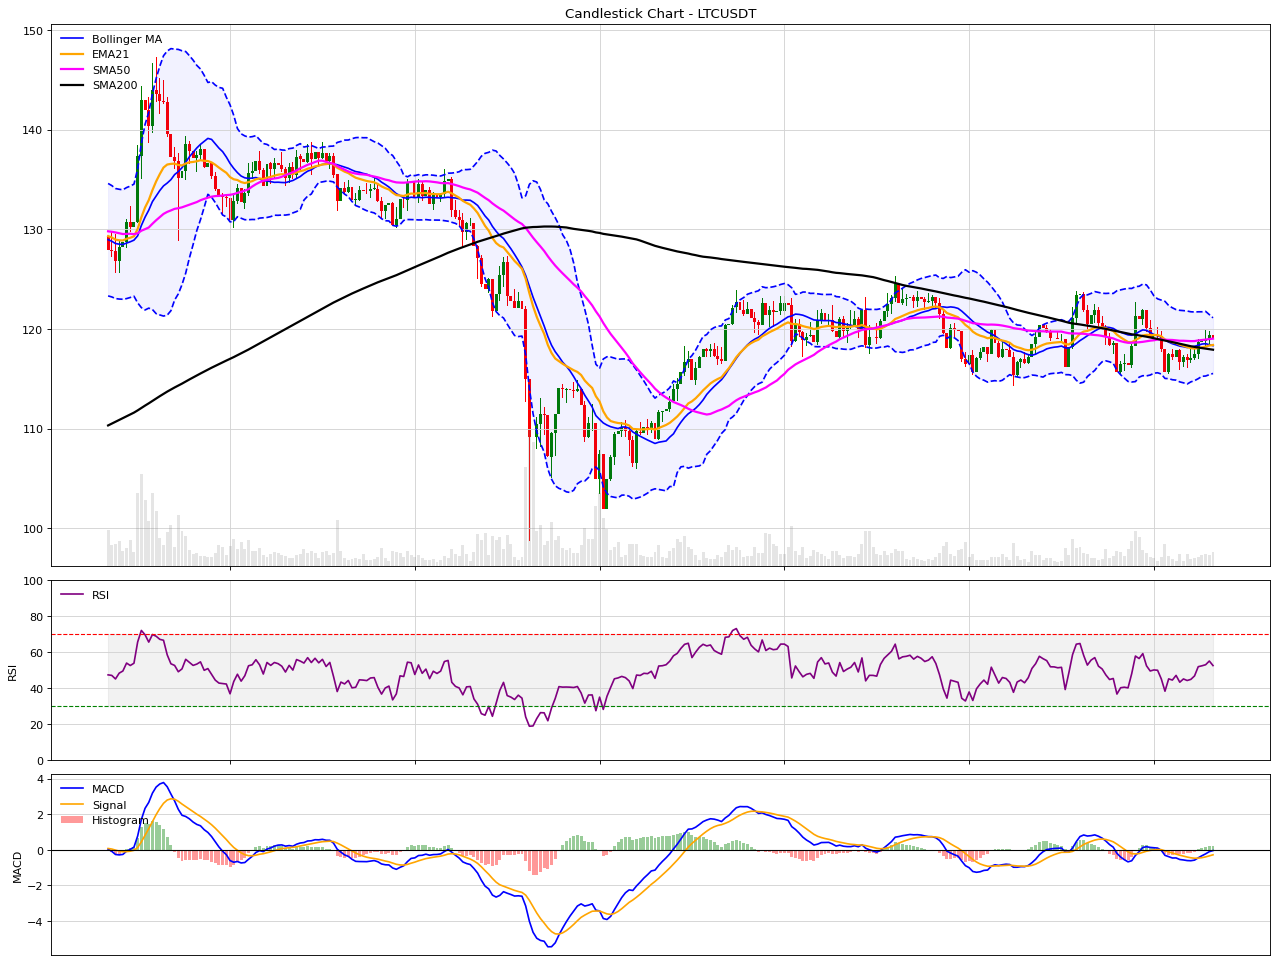 Candlestick Chart - LTCUSDT
Bollinger MA
EMA21
SMA50
SMA200
150
140
130
120
110
100
RSI
100
80
60
40
20
0
RSI
MACD
Signal
Histogram
4
2
0
−2
−4
MACD